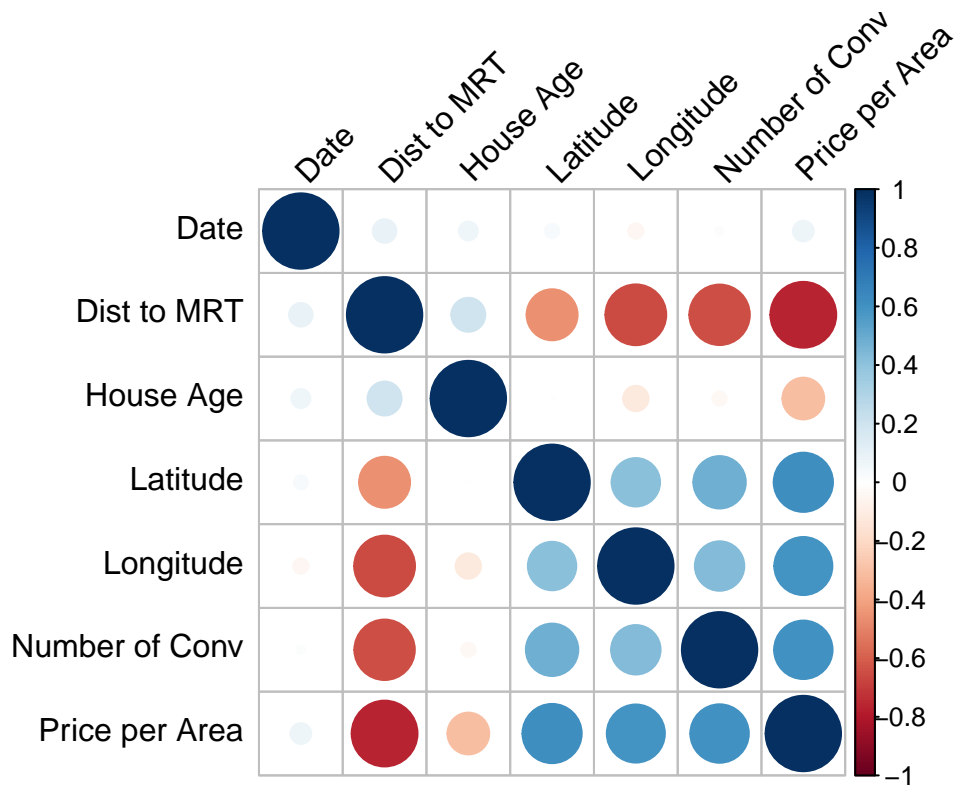 Date
Dist to MRT
House Age
Latitude
Longitude
Number of Conv
Price per Area
Date
Dist to MRT
House Age
Latitude
Longitude
Number of Conv
Price per Area
1
0.8
0.6
0.4
0.2
0
−0.2
−0.4
−0.6
−0.8
−1